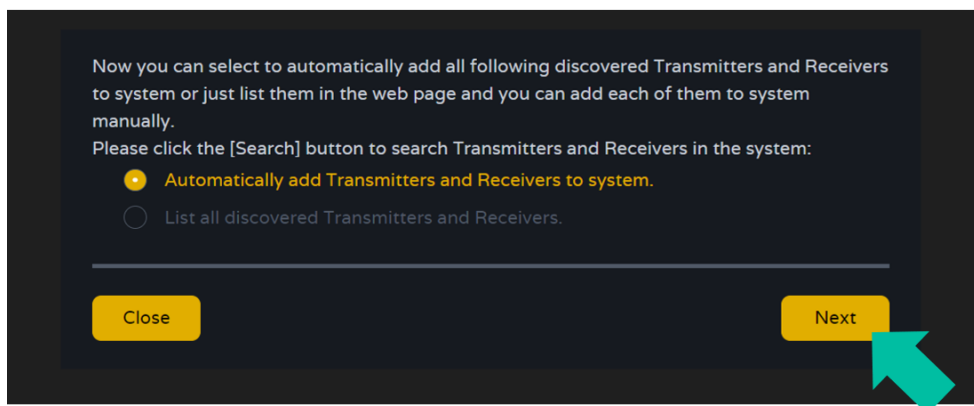 Now you can select to automatically add all following discovered Transmitters and Receivers
to system or just list them in the web page and you can add each of them to system
manually.
Please click the [Search] button to search Transmitters and Receivers in the system:
Automatically add Transmitters and Receivers to system.
List all discovered Transmitters and Receivers.
Close
Next